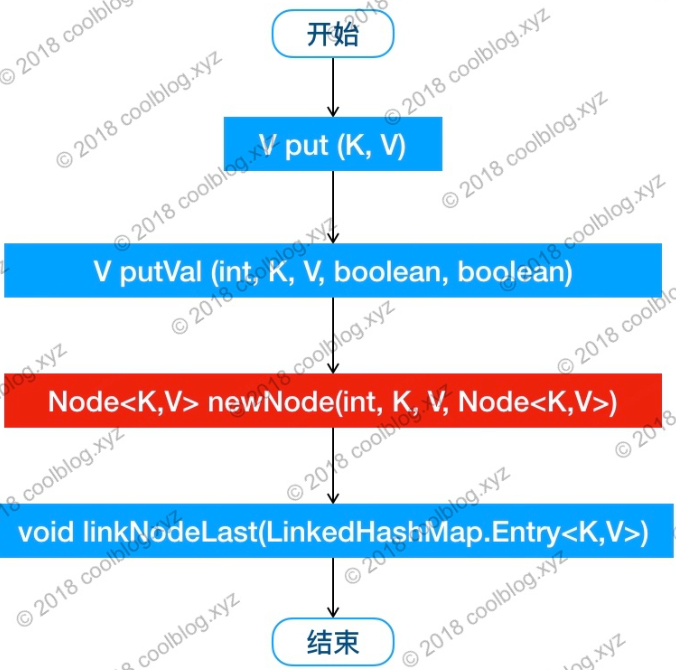 开始
V put (K, V)
V putVal (int, K, V, boolean, boolean)
Node<K,V> newNode(int, K, V, Node<K,V>)
void linkNodeLast(LinkedHashMap.Entry<K,V>)
结束
© 2018 coolblog.xyz